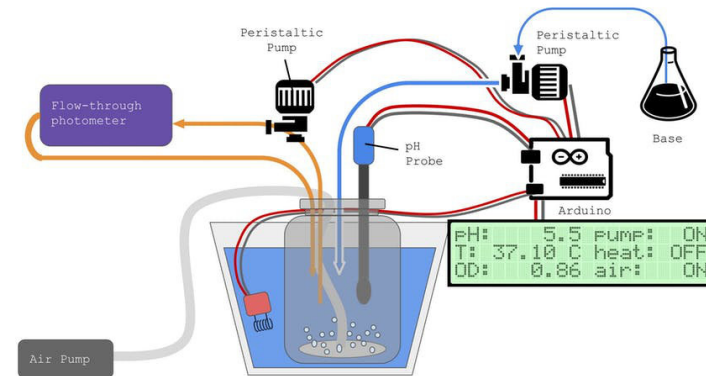 Peristaltic
Pump
Peristaltic
Pump
Flow-through
photometer
pH
Probe
Base
Arduino
pH: 5.5 pump: ON
T: 37.10 C heat: OFF
OD: 0.86 air: ON
Air Pump